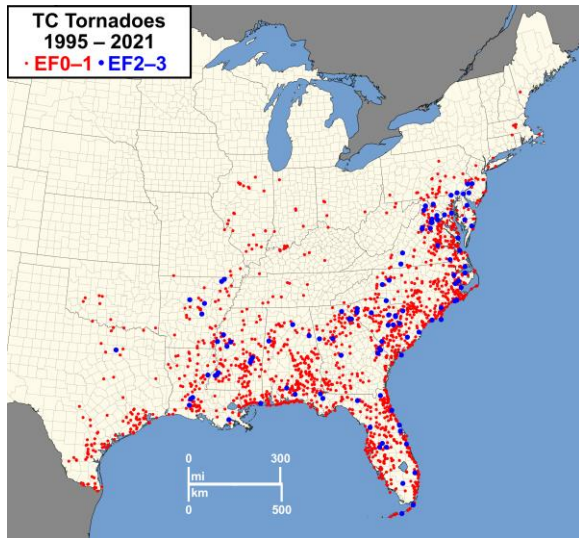 TC Tornadoes
1995 – 2021
• EF0–1 • EF2–3
0 300
mi
km
0 500